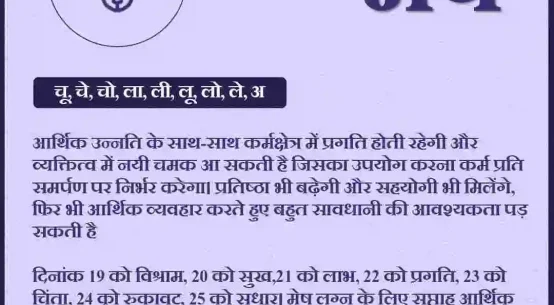 चू, चे, चो, ला, ली, लू, लो, ले, अ
आर्थिक उन्नति के साथ-साथ कर्मक्षेत्र में प्रगति होती रहेगी और
व्यक्तित्व में नयी चमक आ सकती है जिसका उपयोग करना कर्म प्रति
समर्पण पर निर्भर करेगा। प्रतिष्ठा भी बढ़ेगी और सहयोगी भी मिलेंगे,
फिर भी आर्थिक व्यवहार करते हुए बहुत सावधानी की आवश्यकता पड़
सकती है
दिनांक 19 को विश्राम, 20 को सुख,21 को लाभ, 22 को प्रगति, 23 को
चिंता, 24 को रुकावट, 25 को सुधार। मेष लग्न के लिए सप्ताह आर्थिक